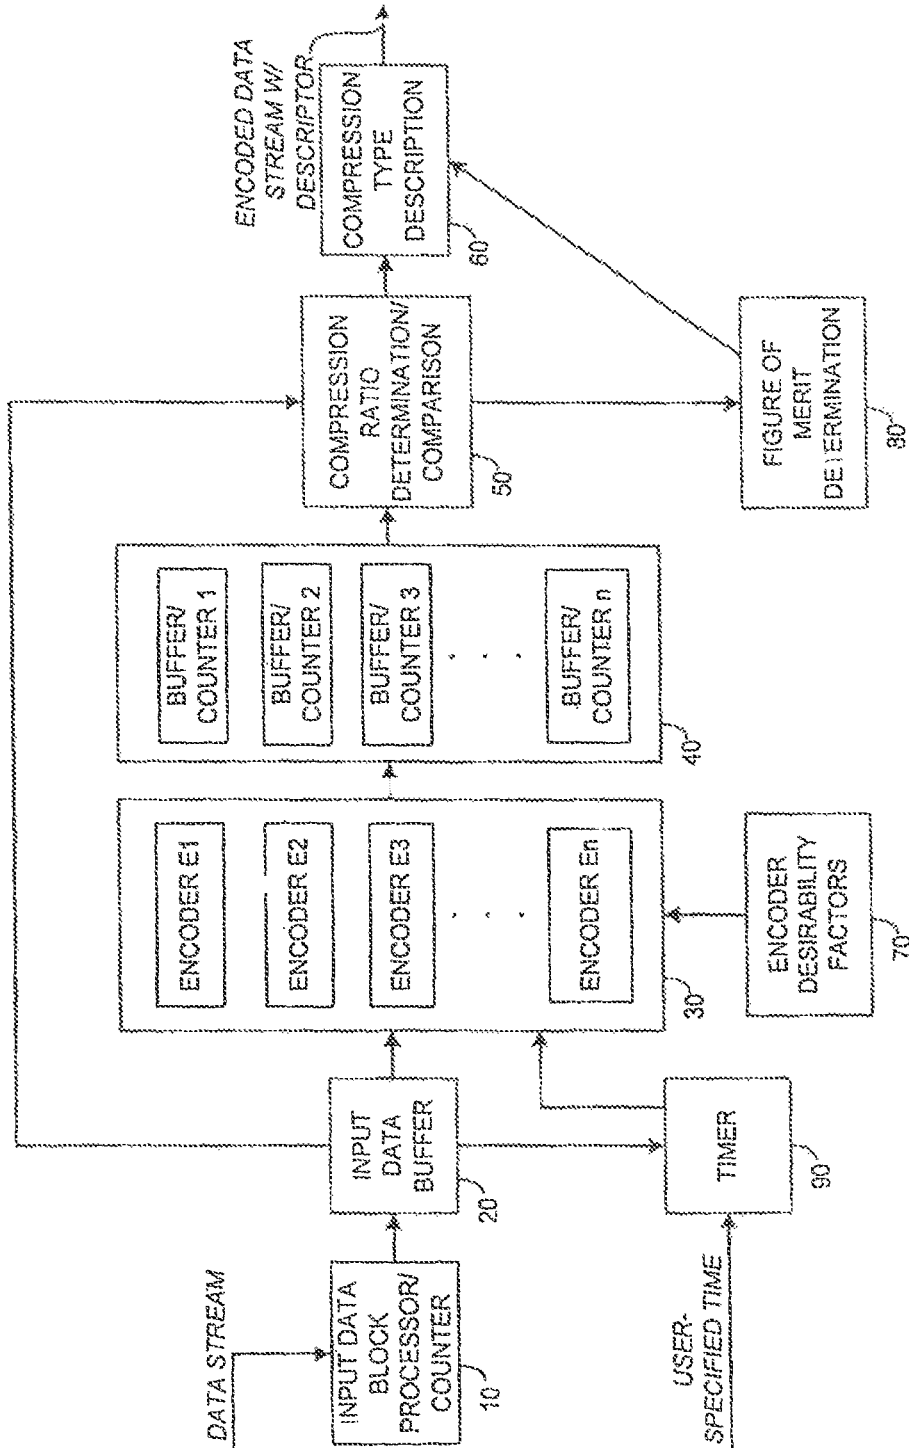 DATA STREAM
INPUT DATA
BLOCK
PROCESSOR/
COUNTER
10
INPUT
DATA
BUFFER
20
USER-
SPECIFIED TIME
TIMER
90
ENCODER E1
ENCODER E2
ENCODER E3
. . .
ENCODER En
30
ENCODER
DESIRABILITY
FACTORS
70
BUFFER/
COUNTER 1
BUFFER/
COUNTER 2
BUFFER/
COUNTER 3
. . .
BUFFER/
COUNTER n
40
COMPRESSION
RATIO
DETERMINATION/
COMPARISON
50
FIGURE OF
MERIT
DETERMINATION
80
COMPRESSION
TYPE
DESCRIPTION
60
ENCODED DATA
STREAM W/
DESCRIPTOR